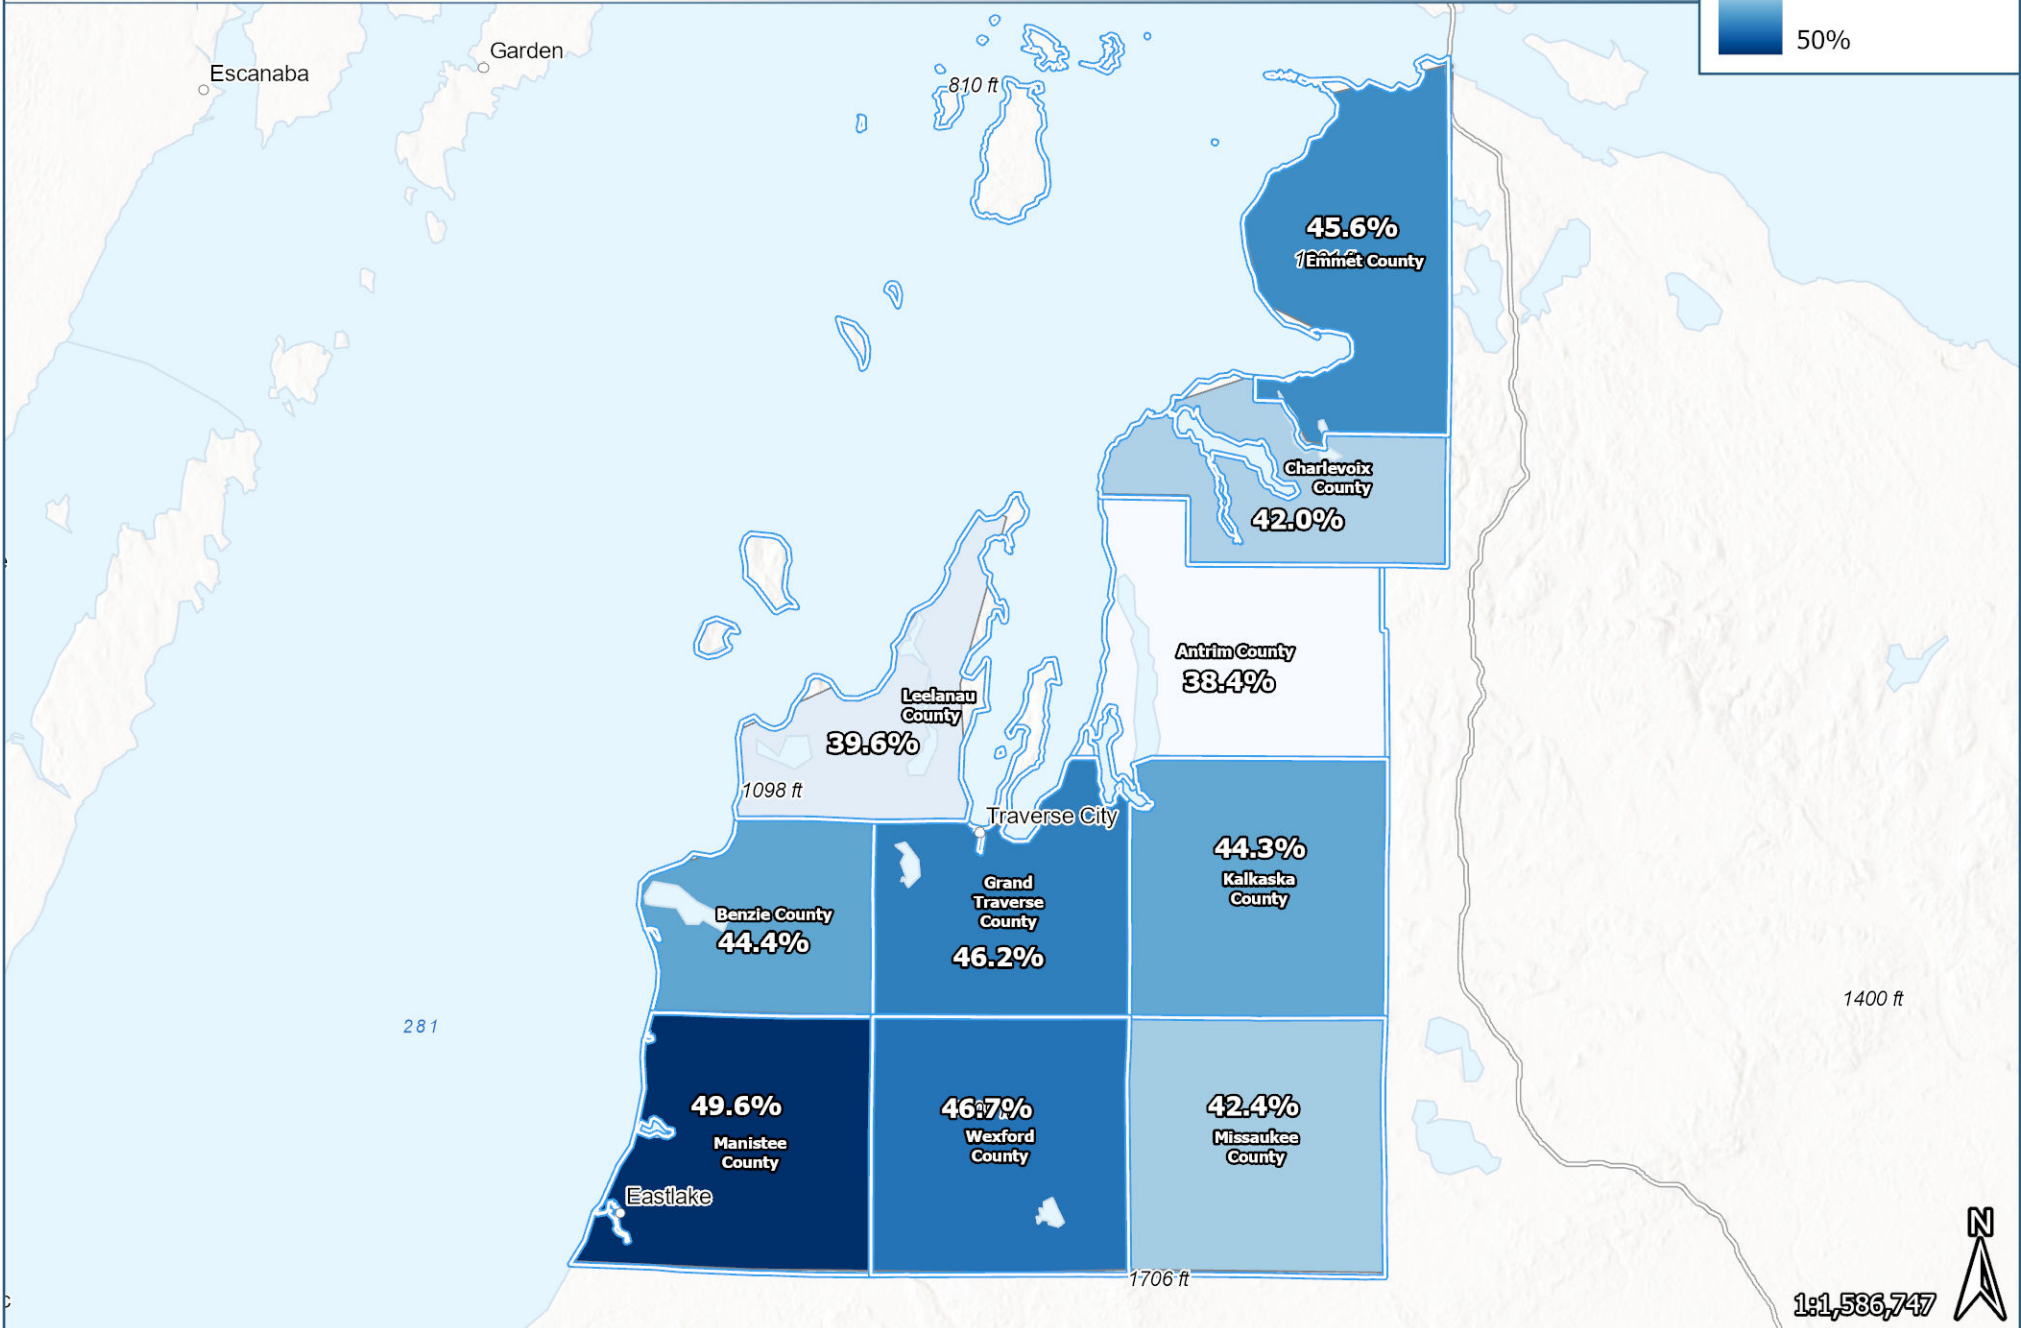 50%
Garden
Escanaba
810 ft
45.6%
Emmet County
Charlevoix
County
42.0%
Antrim County
38.4%
Leelanau
County
39.6%
1098 ft
Traverse City
44.3%
Kalkaska
County
Grand
Traverse
County
46.2%
Benzie County
44.4%
1400 ft
281
49.6%
Manistee
County
46.7%
Wexford
County
42.4%
Missaukee
County
Eastlake
1706 ft
N
1:1,586,747